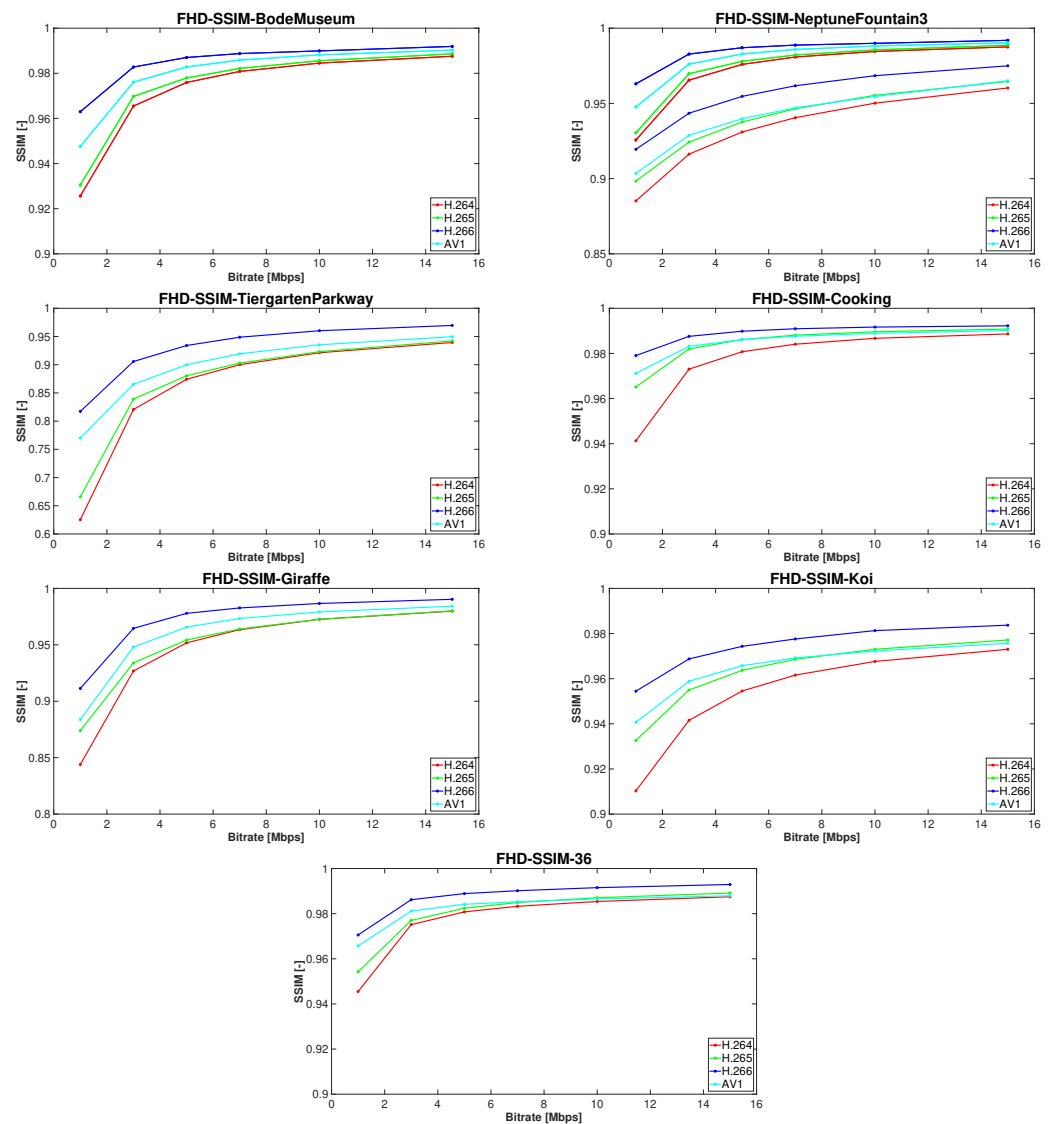 FHD-SSIM-BodeMuseum
1
0.98
0.96
0.94
0.92
0.9
SSIM [-]
0 2 4 6 8 10 12 14 16
Bitrate [Mbps]
H.264
H.265
H.266
AV1
FHD-SSIM-NeptuneFountain3
1
0.95
0.9
0.85
SSIM [-]
0 2 4 6 8 10 12 14 16
Bitrate [Mbps]
H.264
H.265
H.266
AV1
FHD-SSIM-TiergartenParkway
1
0.95
0.9
0.85
0.8
0.75
0.7
0.65
0.6
SSIM [-]
0 2 4 6 8 10 12 14 16
Bitrate [Mbps]
H.264
H.265
H.266
AV1
FHD-SSIM-Cooking
1
0.98
0.96
0.94
0.92
0.9
SSIM [-]
0 2 4 6 8 10 12 14 16
Bitrate [Mbps]
H.264
H.265
H.266
AV1
FHD-SSIM-Giraffe
1
0.95
0.9
0.85
0.8
SSIM [-]
0 2 4 6 8 10 12 14 16
Bitrate [Mbps]
H.264
H.265
H.266
AV1
FHD-SSIM-Koi
1
0.98
0.96
0.94
0.92
0.9
SSIM [-]
0 2 4 6 8 10 12 14 16
Bitrate [Mbps]
H.264
H.265
H.266
AV1
FHD-SSIM-36
1
0.98
0.96
0.94
0.92
0.9
SSIM [-]
0 2 4 6 8 10 12 14 16
Bitrate [Mbps]
H.264
H.265
H.266
AV1